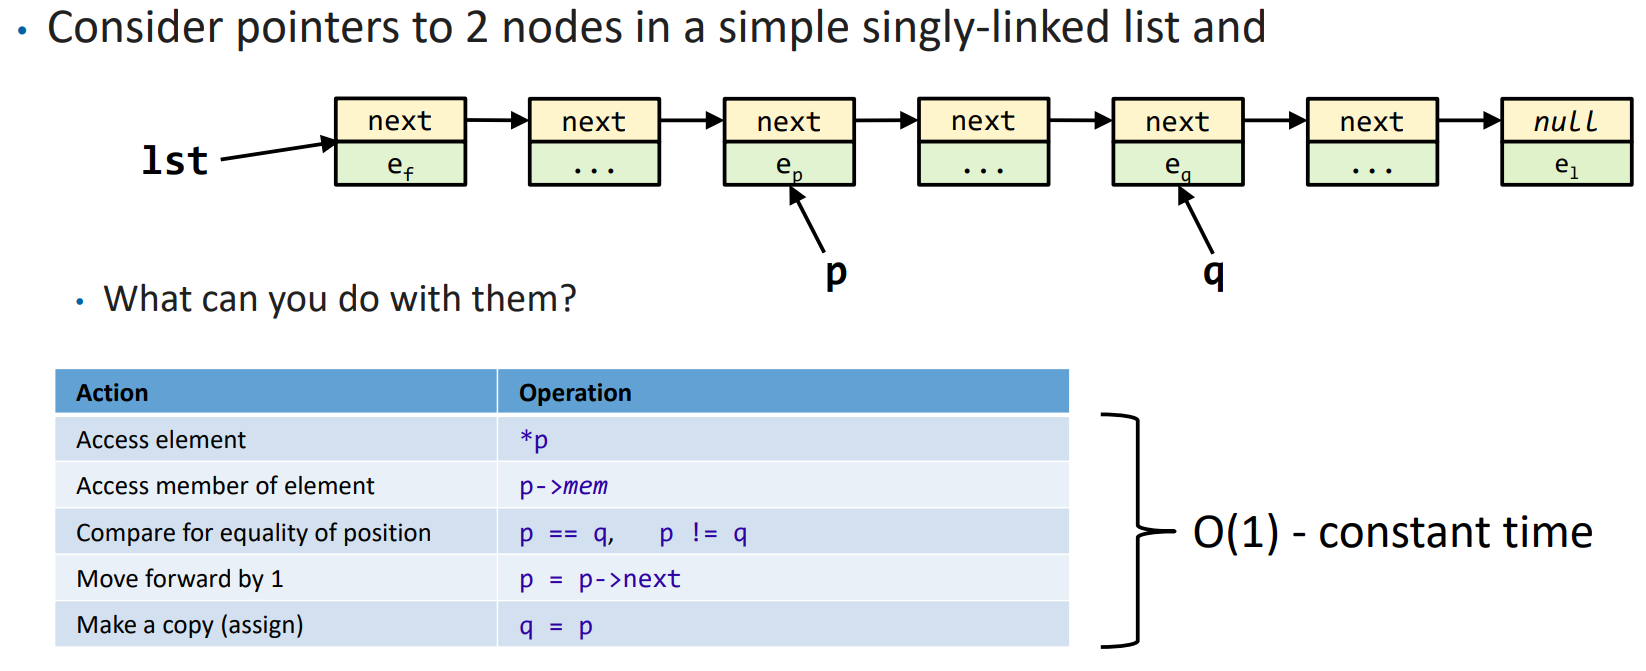 • Consider pointers to 2 nodes in a simple singly-linked list and
next next next next next next null
lst
e_f ... e_p ... e_q ... e_l
p q
• What can you do with them?
Action Operation
Access element *p
Access member of element p->mem
Compare for equality of position p == q, p != q
Move forward by 1 p = p->next
Make a copy (assign) q = p
O(1) - constant time